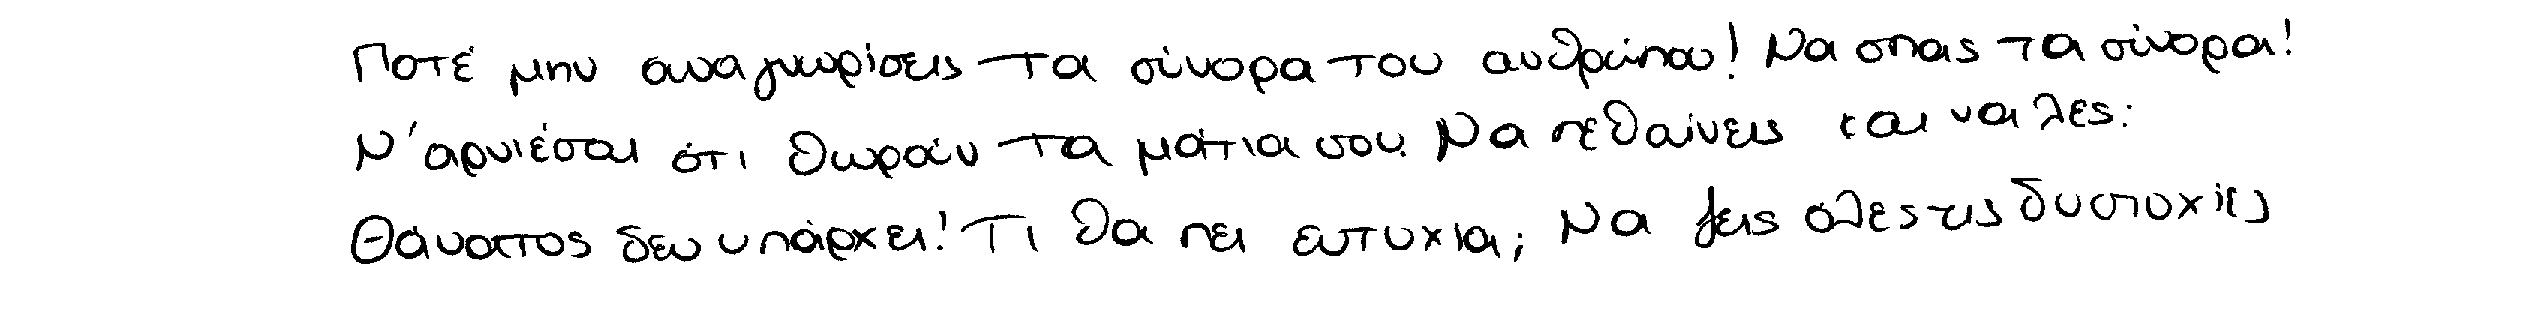 Ποτέ μην αναγνωρίσεις τα σύνορα του ανθρώπου! Να σπας τα σύνορα!
Ν' αρνιέσαι ότι θωράν τα μάτια σου. Να πεθαίνεις και να λες:
Θάνατος δεν υπάρχει! Τι θα πει ευτυχία; Να ζεις όλες τις δυστυχίες